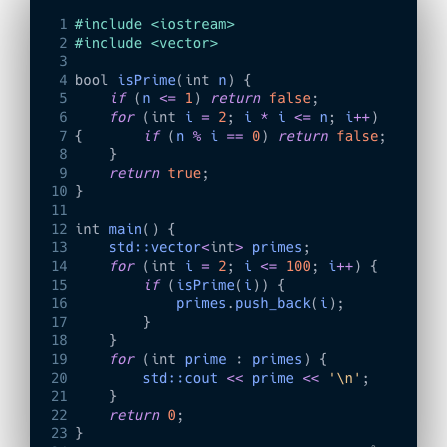 1 #include <iostream>
2 #include <vector>
3
4 bool isPrime(int n) {
5     if (n <= 1) return false;
6     for (int i = 2; i * i <= n; i++)
7 {       if (n % i == 0) return false;
8     }
9     return true;
10 }
11
12 int main() {
13     std::vector<int> primes;
14     for (int i = 2; i <= 100; i++) {
15         if (isPrime(i)) {
16             primes.push_back(i);
17         }
18     }
19     for (int prime : primes) {
20         std::cout << prime << '\n';
21     }
22     return 0;
23 }